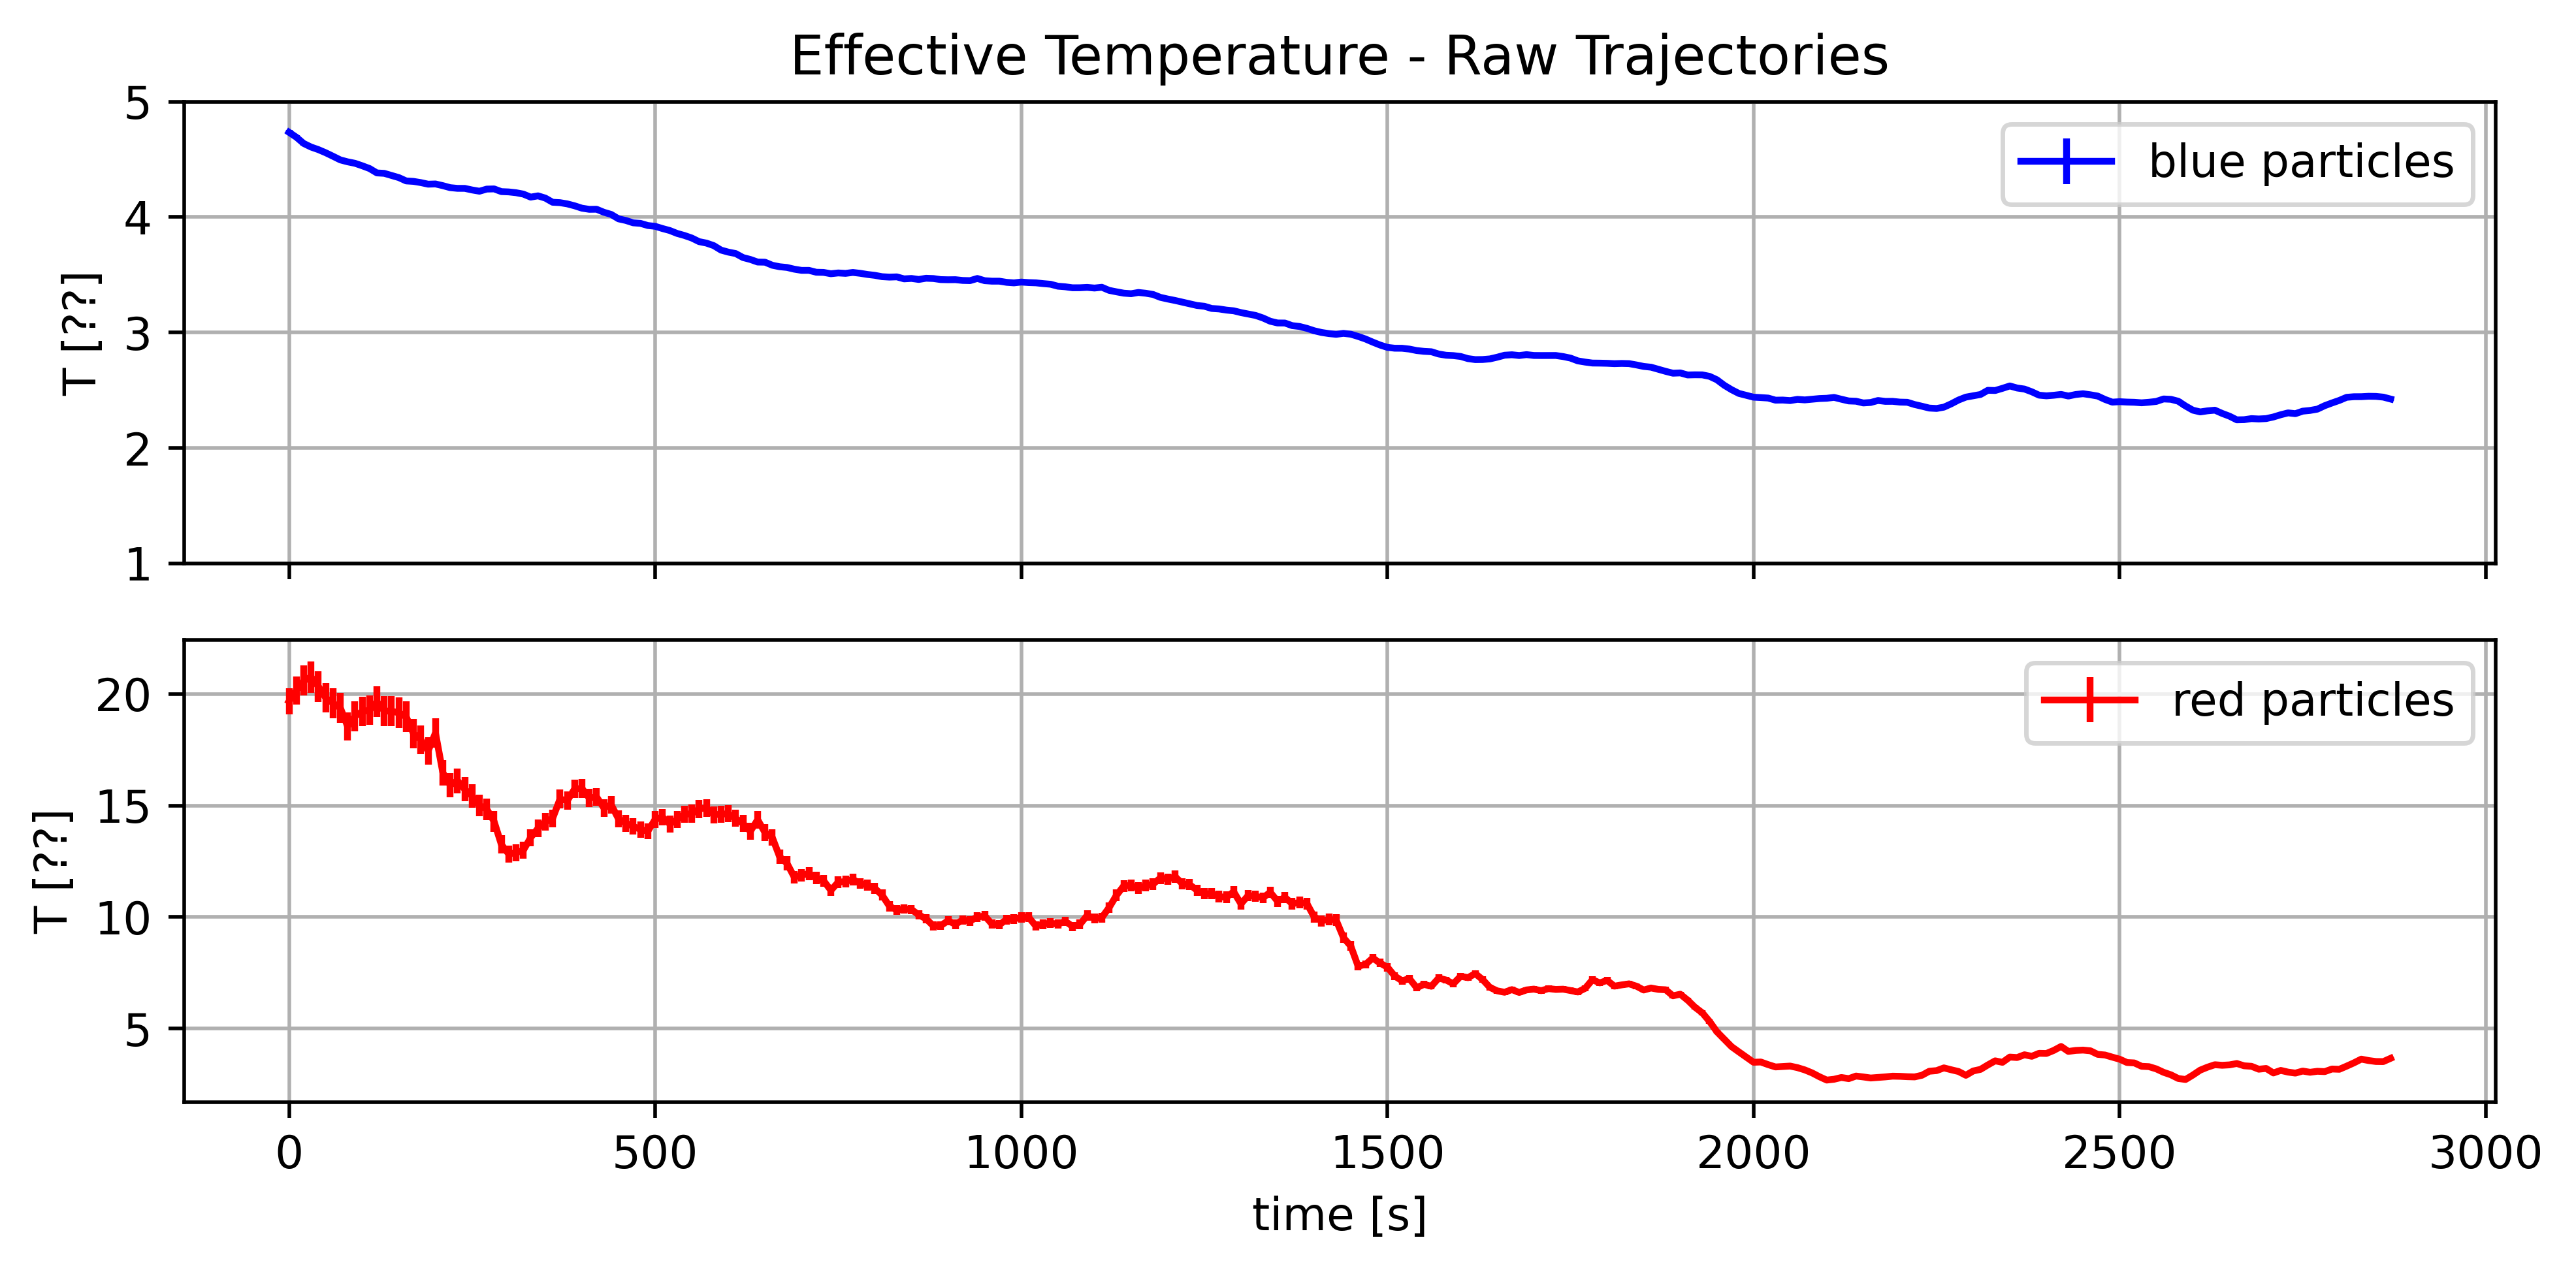 Effective Temperature - Raw Trajectories
5
4
3
2
1
T [??]
blue particles
20
15
10
5
T [??]
red particles
0 500 1000 1500 2000 2500 3000
time [s]